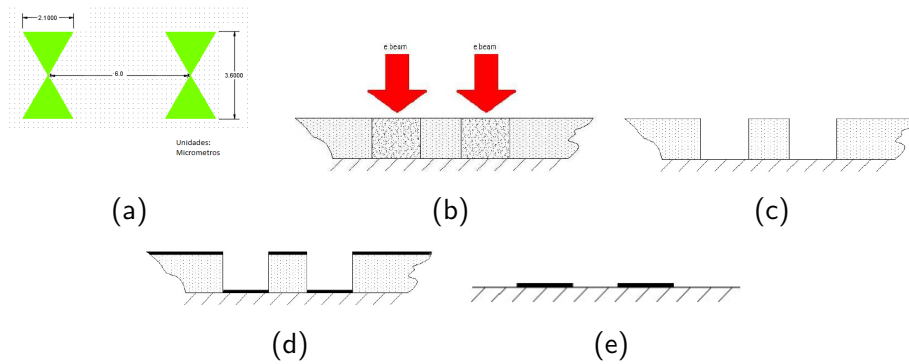 2.1000
6.0
3.6000
Unidades:
Micrometros
e beam
e beam
(a)
(b)
(c)
(d)
(e)